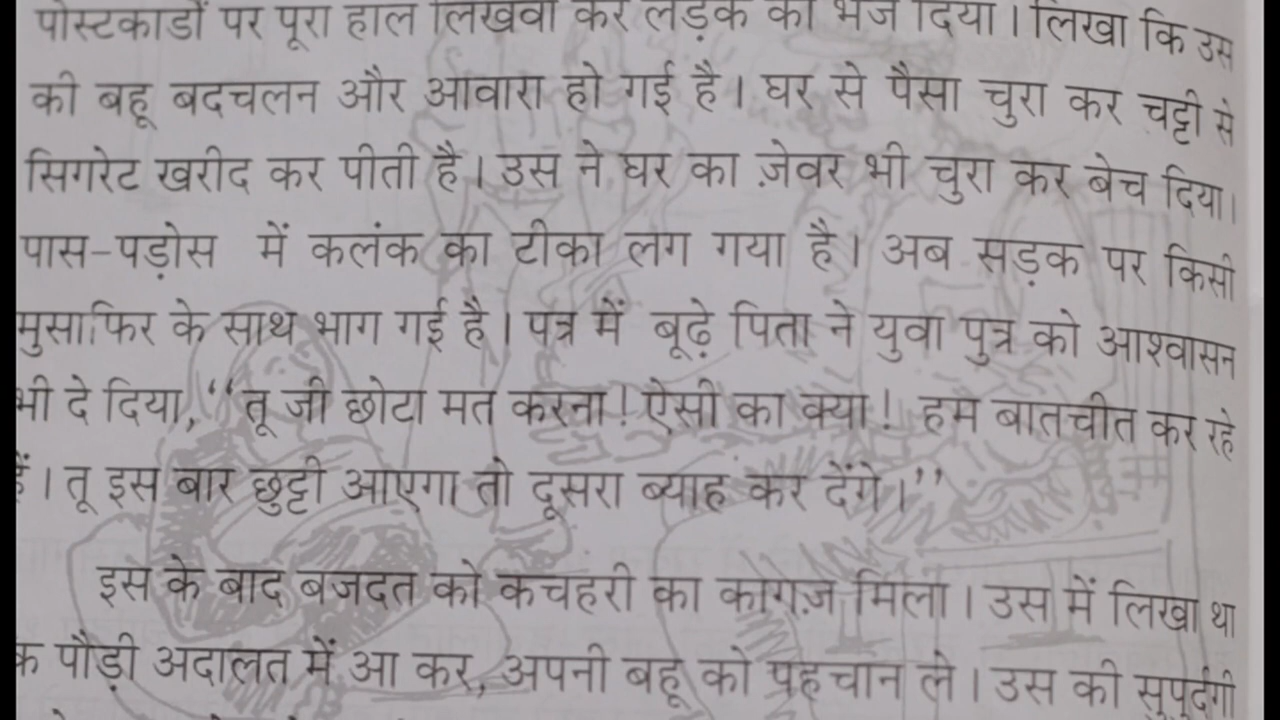 पोस्टकार्डों पर पूरा हाल लिखवा कर लड़के को भेज दिया। लिखा कि उस
की बहू बदचलन और आवारा हो गई है। घर से पैसा चुरा कर चट्टी से
सिगरेट खरीद कर पीती है। उस ने घर का ज़ेवर भी चुरा कर बेच दिया।
पास-पड़ोस में कलंक का टीका लग गया है। अब सड़क पर किसी
मुसाफिर के साथ भाग गई है। पत्र में बूढ़े पिता ने युवा पुत्र को आश्वासन
भी दे दिया, “तू जी छोटा मत करना! ऐसी का क्या! हम बातचीत कर रहे
हैं। तू इस बार छुट्टी आएगा तो दूसरा ब्याह कर देंगे।”
इस के बाद बजदत को कचहरी का कागज़ मिला। उस में लिखा था
पौड़ी अदालत में आ कर, अपनी बहू को पहचान ले। उस की सुपुर्दगी